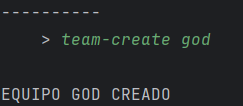 ----------
> team-create god
EQUIPO GOD CREADO